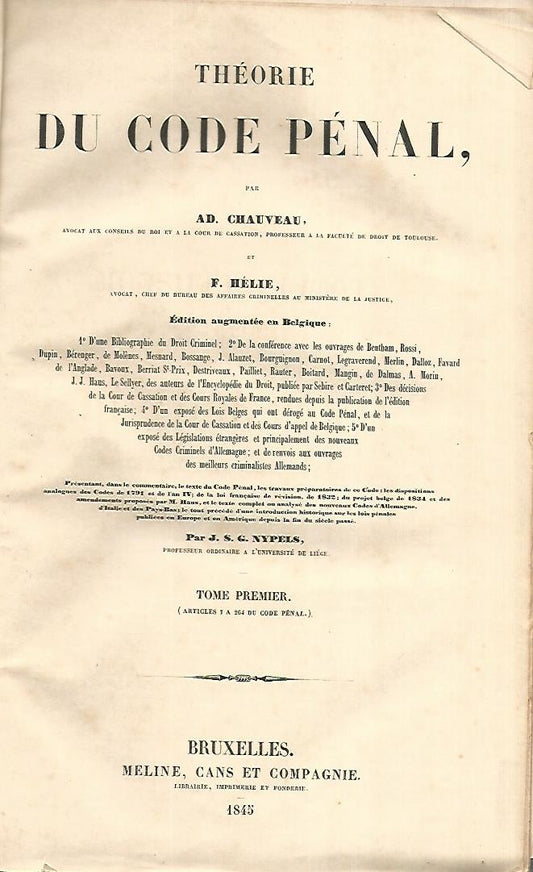 THÉORIE
DU CODE PÉNAL,
PAR
AD. CHAUVEAU,
AVOCAT AUX CONSEILS DU ROI ET A LA COUR DE CASSATION, PROFESSEUR A LA FACULTÉ DE DROIT DE TOULOUSE.
ET
F. HÉLIE,
AVOCAT, CHEF DU BUREAU DES AFFAIRES CRIMINELLES AU MINISTÈRE DE LA JUSTICE,
Édition augmentée en Belgique :
1° D'une Bibliographie du Droit Criminel; 2° De la conférence avec les ouvrages de Bentham, Rossi,
Dupin, Bérenger, de Molènes, Mesnard, Bossange, J. Alauzet, Bourguignon, Carnot, Legraverend, Merlin, Dalloz, Favard
de l'Anglade, Bavoux, Berriat St-Prix, Destriveaux, Pailliet, Rauter, Boitard, Mangin, de Dalmas, A. Morin,
J. J. Haus, Le Sellyer, des auteurs de l'Encyclopédie du Droit, publiée par Sebire et Carteret; 3° Des décisions
de la Cour de Cassation et des Cours Royales de France, rendues depuis la publication de l'édition
française; 4° D'un exposé des Lois Belges qui ont dérogé au Code Pénal, et de la
Jurisprudence de la Cour de Cassation et des Cours d'appel de Belgique; 5° D'un
exposé des Législations étrangères et principalement des nouveaux
Codes Criminels d'Allemagne; et de renvois aux ouvrages
des meilleurs criminalistes Allemands;
Présentant, dans le commentaire, le texte du Code Pénal, les travaux préparatoires de ce Code; les dispositions
analogues des Codes de 1791 et de l'an IV; de la loi française de révision, de 1832; du projet belge de 1834 et des
amendements proposés par M. Haus, et le texte complet ou analysé des nouveaux Codes d'Allemagne,
d'Italie et des Pays-Bas; le tout précédé d'une introduction historique sur les lois pénales
publiées en Europe et en Amérique depuis la fin du siècle passé.
Par J. S. G. NYPELS,
PROFESSEUR ORDINAIRE A L'UNIVERSITÉ DE LIÉGE.
TOME PREMIER.
(ARTICLES 1 A 264 DU CODE PÉNAL.)
BRUXELLES.
MELINE, CANS ET COMPAGNIE.
LIBRAIRIE, IMPRIMERIE ET FONDERIE.
1845